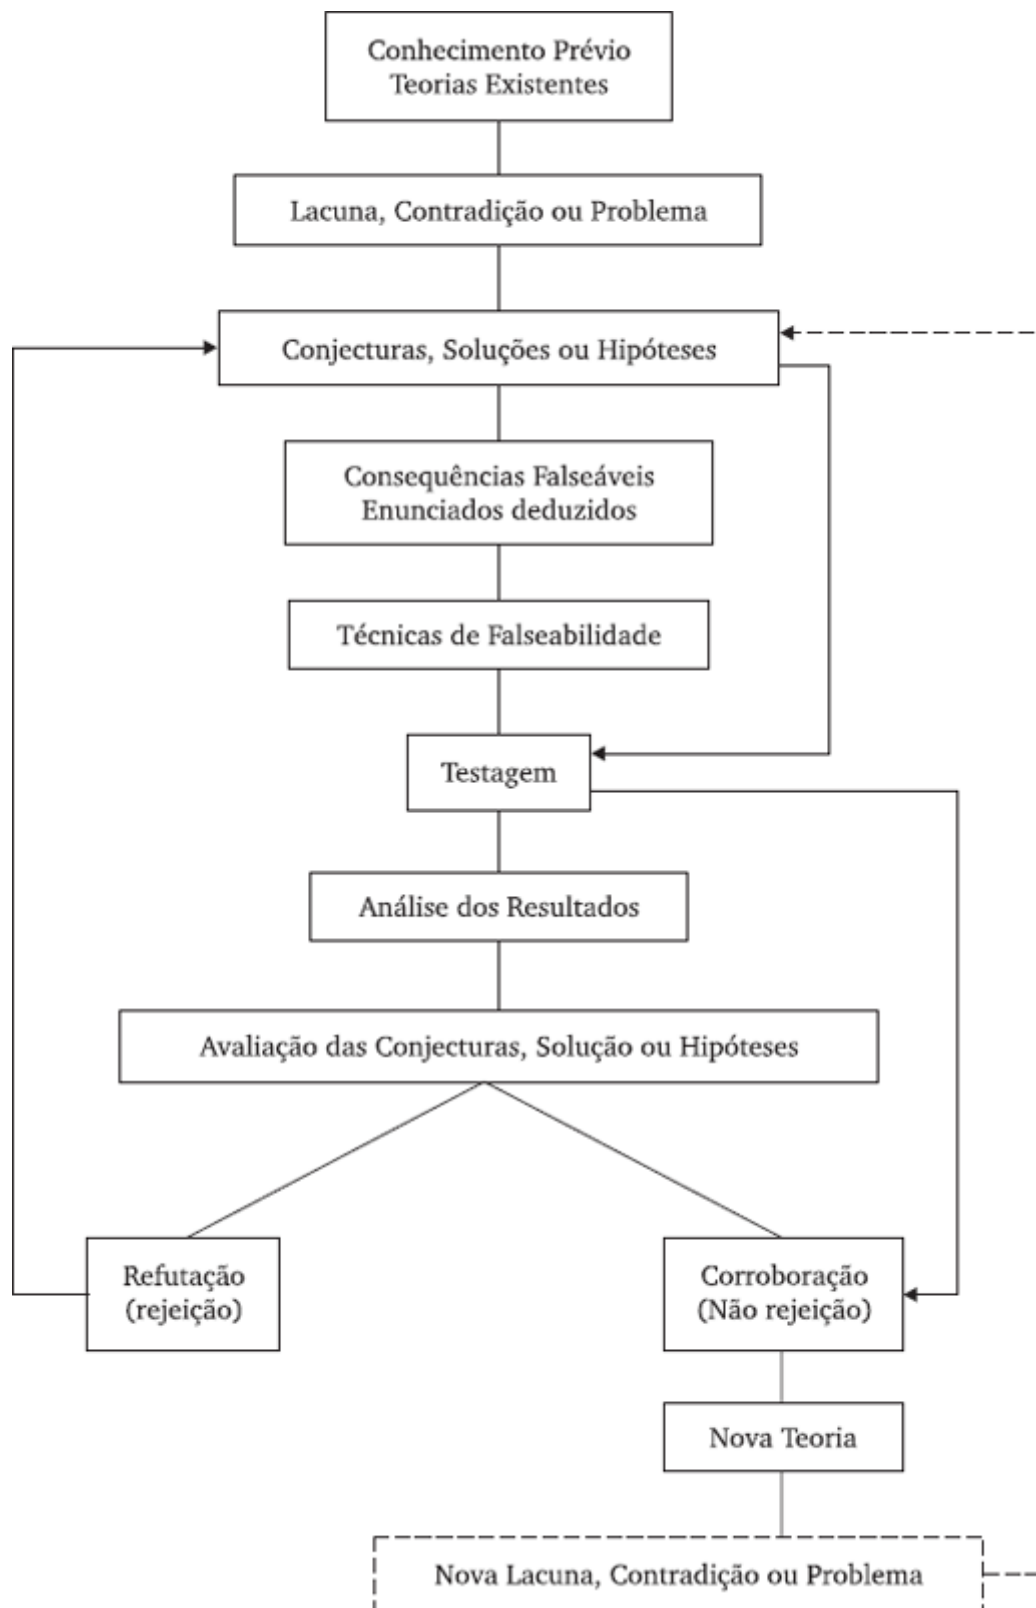 Conhecimento Prévio
Teorias Existentes
Lacuna, Contradição ou Problema
Conjecturas, Soluções ou Hipóteses
Consequências Falseáveis
Enunciados deduzidos
Técnicas de Falseabilidade
Testagem
Análise dos Resultados
Avaliação das Conjecturas, Solução ou Hipóteses
Refutação
(rejeição)
Corroboração
(Não rejeição)
Nova Teoria
Nova Lacuna, Contradição ou Problema